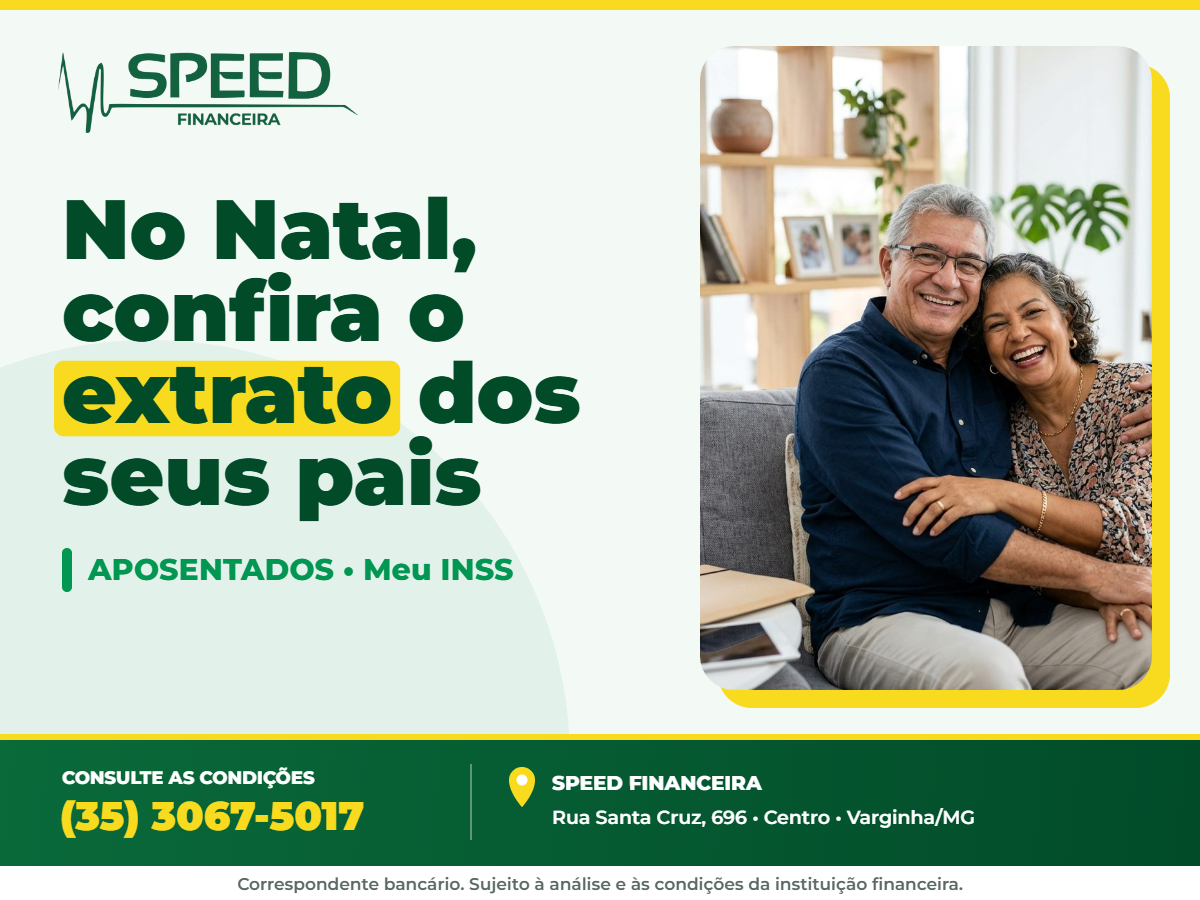 SPEED
FINANCEIRA
No Natal,
confira o
extrato dos
seus pais
APOSENTADOS • Meu INSS
CONSULTE AS CONDIÇÕES
(35) 3067-5017
SPEED FINANCEIRA
Rua Santa Cruz, 696 • Centro • Varginha/MG
Correspondente bancário. Sujeito à análise e às condições da instituição financeira.